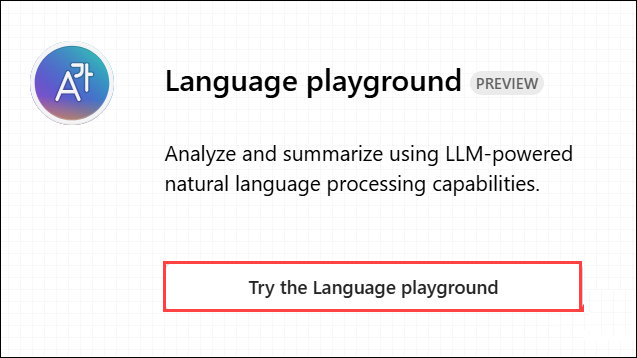 A가
Language playground PREVIEW
Analyze and summarize using LLM-powered
natural language processing capabilities.
Try the Language playground